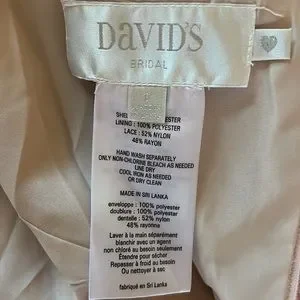 DAVID'S
BRIDAL
LINING : 100% POLYESTER
LACE : 52% NYLON
48% RAYON
HAND WASH SEPARATELY
ONLY NON-CHLORINE BLEACH AS NEEDED
LINE DRY
COOL IRON AS NEEDED
OR DRY CLEAN
MADE IN SRI LANKA
enveloppe : 100% polyester
doublure : 100% polyester
dentelle : 52% nylon
48% rayonne
Laver à la main séparément
blanchir avec un agent
non chloré au besoin seulement
Étendre pour sécher
Repasser à froid au besoin
Ou nettoyer à sec
fabriqué en Sri Lanka